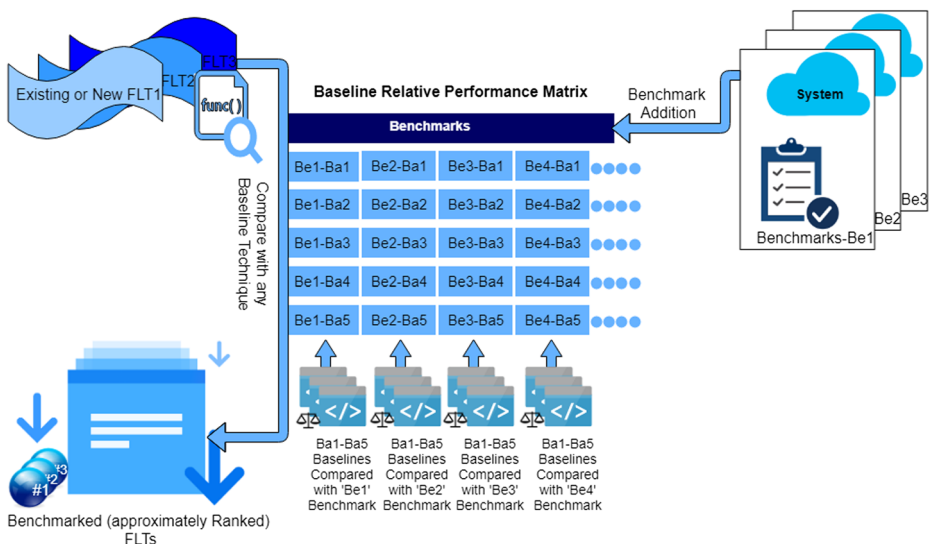 FLT3
FLT2
Existing or New FLT1
func( )
Compare with any
Baseline Technique
Baseline Relative Performance Matrix
Benchmarks
Be1-Ba1 Be2-Ba1 Be3-Ba1 Be4-Ba1
Be1-Ba2 Be2-Ba2 Be3-Ba2 Be4-Ba2
Be1-Ba3 Be2-Ba3 Be3-Ba3 Be4-Ba3
Be1-Ba4 Be2-Ba4 Be3-Ba4 Be4-Ba4
Be1-Ba5 Be2-Ba5 Be3-Ba5 Be4-Ba5
</> </> </> </>
Ba1-Ba5 Ba1-Ba5 Ba1-Ba5 Ba1-Ba5
Baselines Baselines Baselines Baselines
Compared Compared Compared Compared
with 'Be1' with 'Be2' with 'Be3' with 'Be4'
Benchmark Benchmark Benchmark Benchmark
Benchmark
Addition
System
Be3
Be2
Benchmarks-Be1
#3
#2
#1
Benchmarked (approximately Ranked)
FLTs